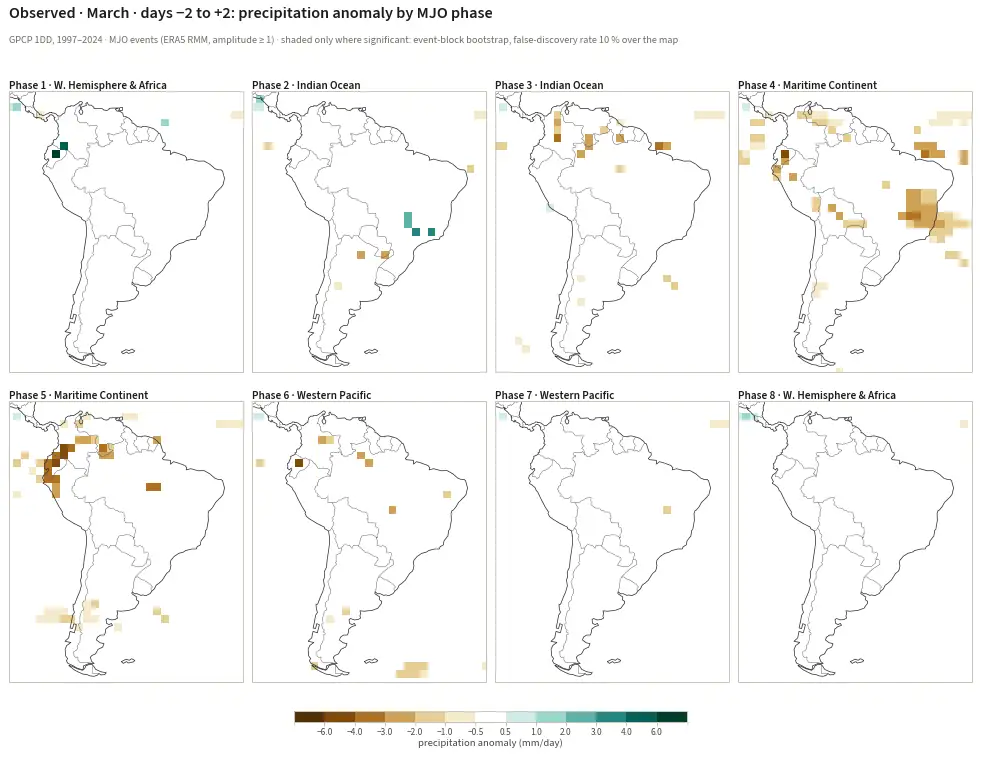 Observed · March · days −2 to +2: precipitation anomaly by MJO phase
GPCP 1DD, 1997–2024 · MJO events (ERA5 RMM, amplitude ≥ 1) · shaded only where significant: event-block bootstrap, false-discovery rate 10 % over the map
Phase 1 · W. Hemisphere & Africa
Phase 2 · Indian Ocean
Phase 3 · Indian Ocean
Phase 4 · Maritime Continent
Phase 5 · Maritime Continent
Phase 6 · Western Pacific
Phase 7 · Western Pacific
Phase 8 · W. Hemisphere & Africa
−6.0 −4.0 −3.0 −2.0 −1.0 −0.5 0.5 1.0 2.0 3.0 4.0 6.0
precipitation anomaly (mm/day)